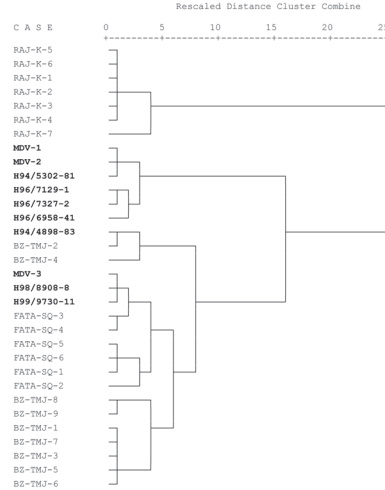 Rescaled Distance Cluster Combine
C A S E 0 5 10 15 20 25
RAJ-K-5
RAJ-K-6
RAJ-K-1
RAJ-K-2
RAJ-K-3
RAJ-K-4
RAJ-K-7
MDV-1
MDV-2
H94/5302-81
H96/7129-1
H96/7327-2
H96/6958-41
H94/4898-83
BZ-TMJ-2
BZ-TMJ-4
MDV-3
H98/8908-8
H99/9730-11
FATA-SQ-3
FATA-SQ-4
FATA-SQ-5
FATA-SQ-6
FATA-SQ-1
FATA-SQ-2
BZ-TMJ-8
BZ-TMJ-9
BZ-TMJ-1
BZ-TMJ-7
BZ-TMJ-3
BZ-TMJ-5
BZ-TMJ-6